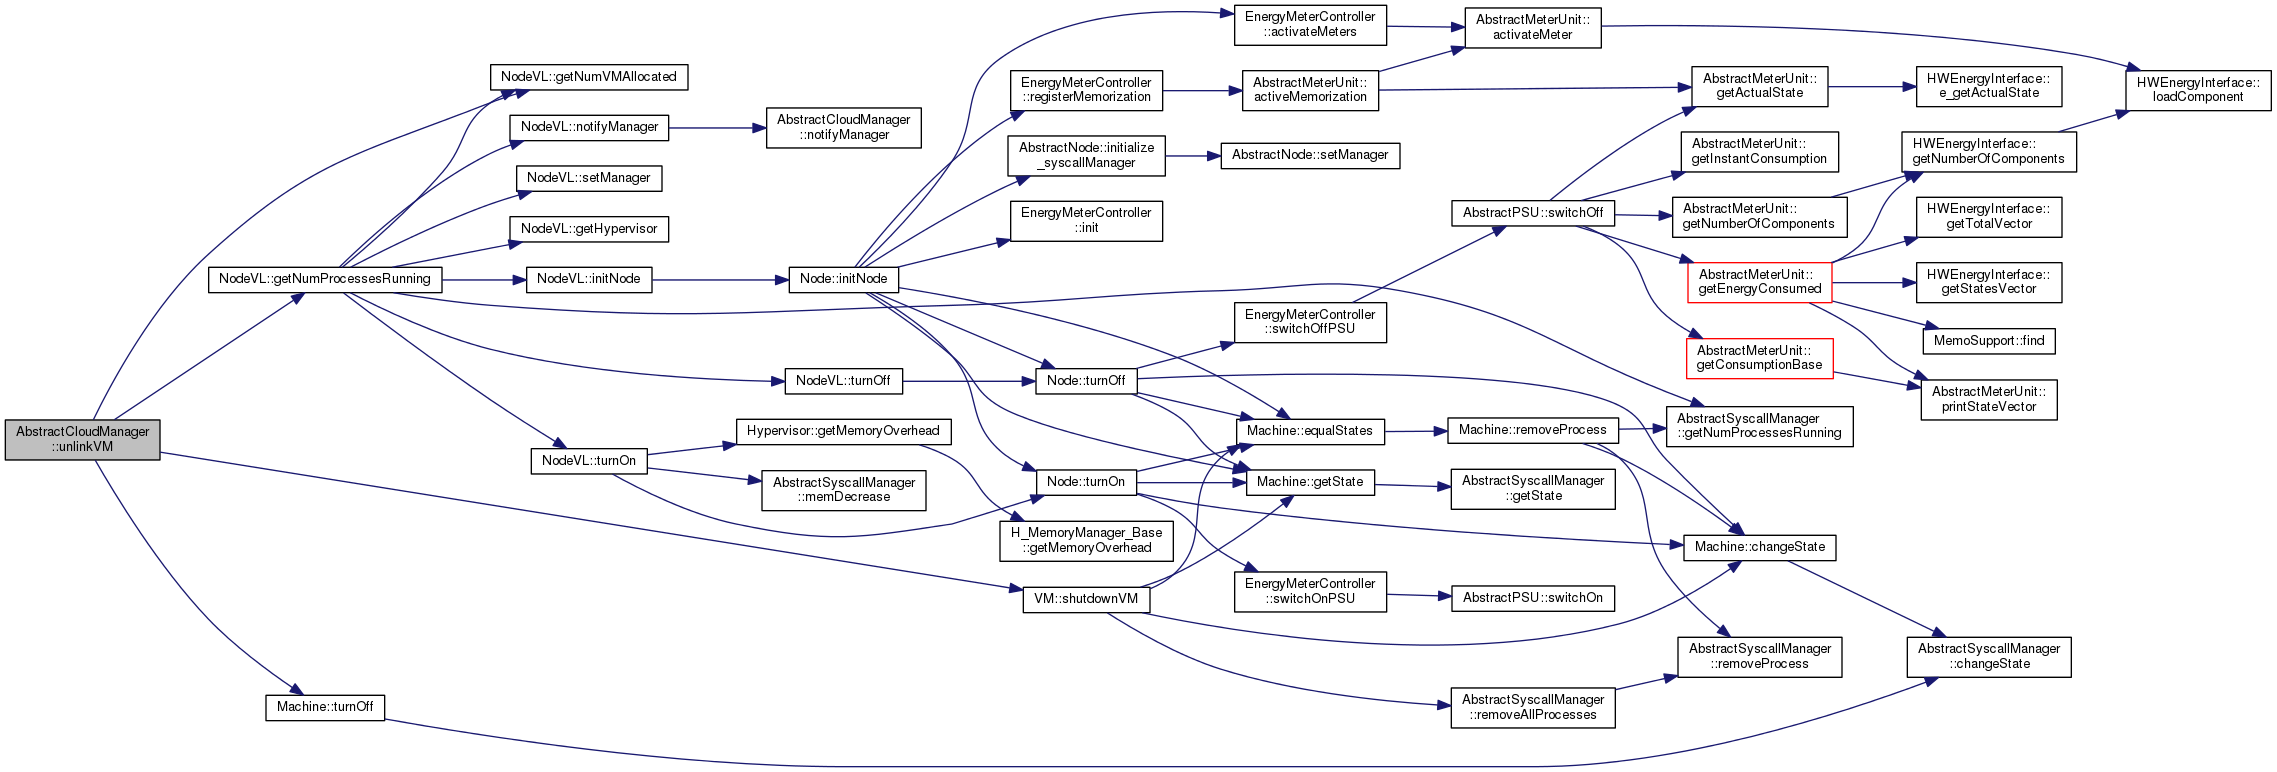 AbstractCloudManager
::unlinkVM
NodeVL::getNumVMAllocated
NodeVL::getNumProcessesRunning
NodeVL::notifyManager
AbstractCloudManager
::notifyManager
NodeVL::setManager
NodeVL::getHypervisor
NodeVL::initNode
NodeVL::turnOff
NodeVL::turnOn
Hypervisor::getMemoryOverhead
AbstractSyscallManager
::memDecrease
Machine::turnOff
Node::initNode
EnergyMeterController
::activateMeters
EnergyMeterController
::registerMemorization
AbstractMeterUnit::
activeMemorization
AbstractNode::initialize
_syscallManager
AbstractNode::setManager
EnergyMeterController
::init
EnergyMeterController
::switchOffPSU
Node::turnOff
Machine::equalStates
Node::turnOn
Machine::getState
H_MemoryManager_Base
::getMemoryOverhead
VM::shutdownVM
EnergyMeterController
::switchOnPSU
AbstractMeterUnit::
activateMeter
AbstractPSU::switchOff
Machine::removeProcess
AbstractSyscallManager
::getState
AbstractPSU::switchOn
AbstractSyscallManager
::removeAllProcesses
AbstractMeterUnit::
getActualState
AbstractMeterUnit::
getInstantConsumption
AbstractMeterUnit::
getNumberOfComponents
AbstractMeterUnit::
getEnergyConsumed
AbstractMeterUnit::
getConsumptionBase
AbstractSyscallManager
::getNumProcessesRunning
Machine::changeState
AbstractSyscallManager
::removeProcess
HWEnergyInterface::
e_getActualState
HWEnergyInterface::
getNumberOfComponents
HWEnergyInterface::
getTotalVector
HWEnergyInterface::
getStatesVector
MemoSupport::find
AbstractMeterUnit::
printStateVector
AbstractSyscallManager
::changeState
HWEnergyInterface::
loadComponent